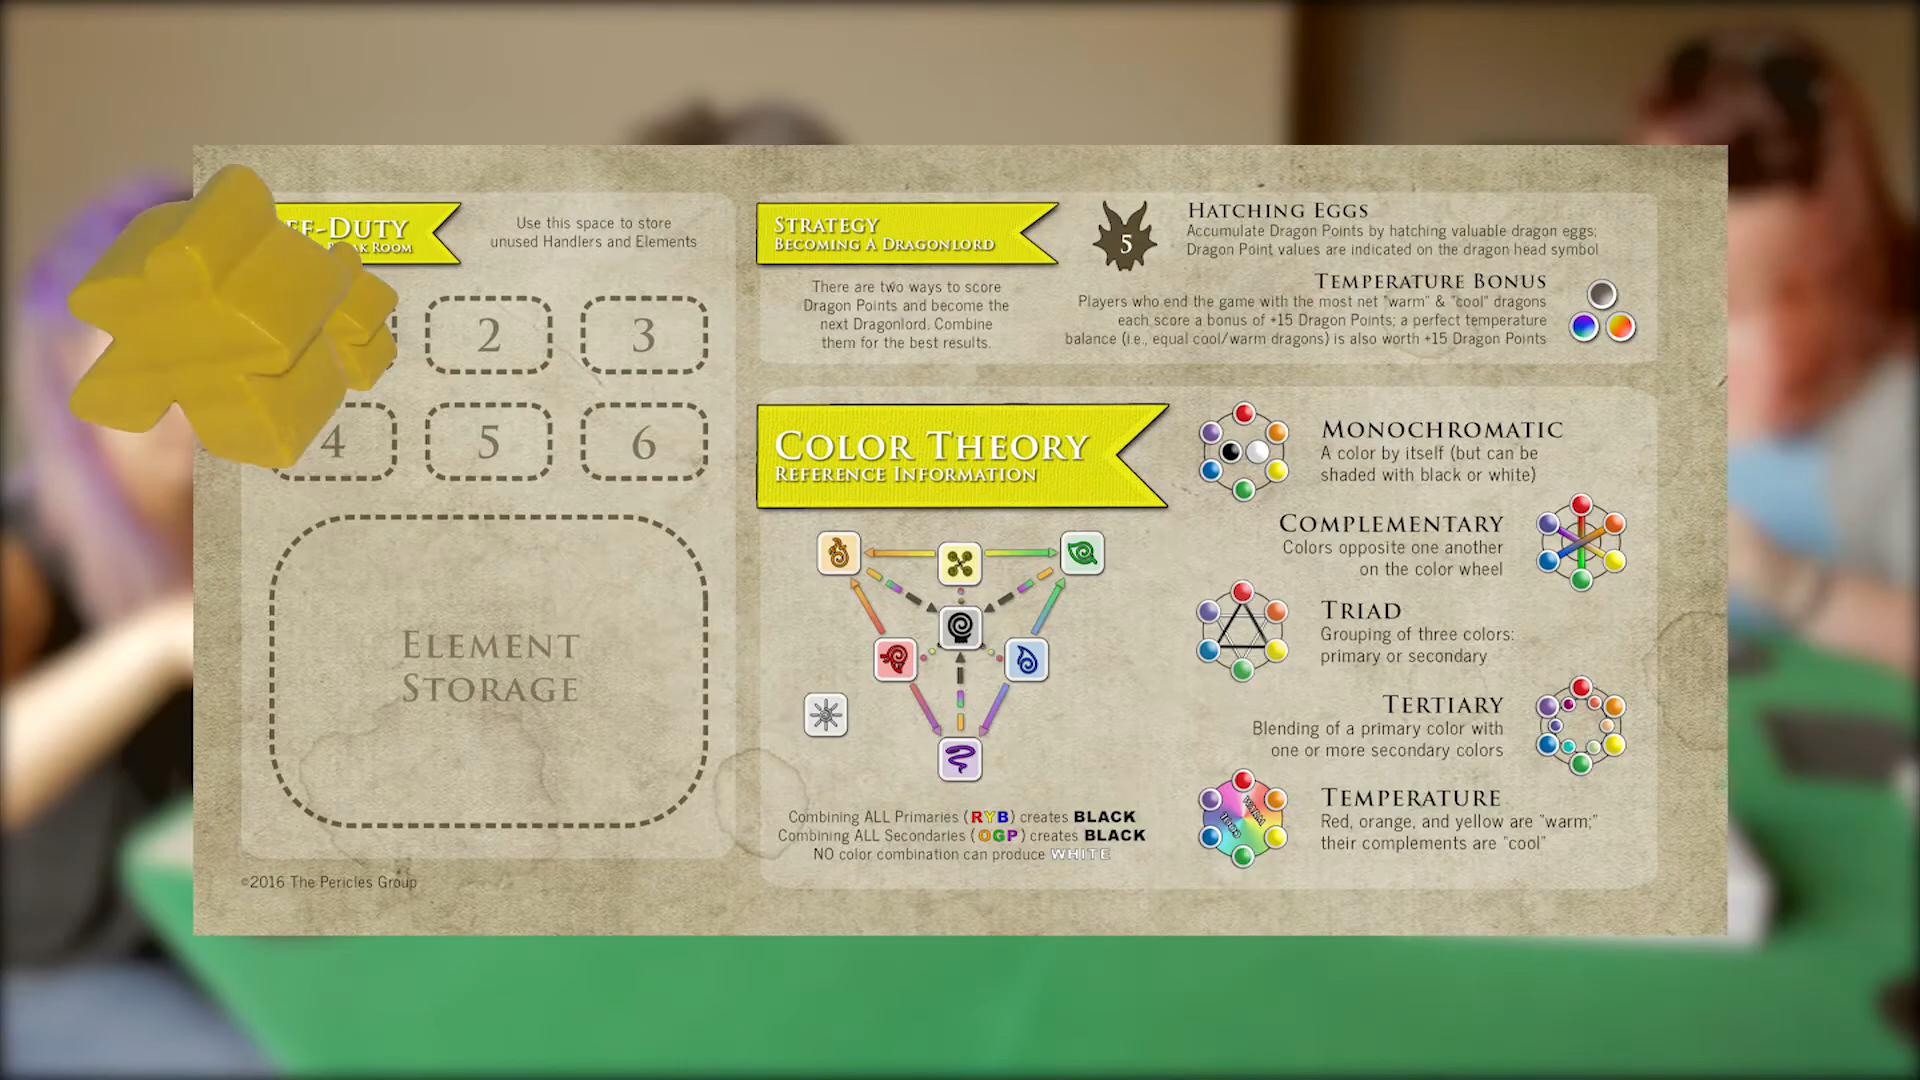 FF-DUTY
ROOM
Use this space to store
unused Handlers and Elements
2
3
4
5
6
ELEMENT
STORAGE
©2016 The Pericles Group
STRATEGY
BECOMING A DRAGONLORD
There are two ways to score
Dragon Points and become the
next Dragonlord. Combine
them for the best results.
5
HATCHING EGGS
Accumulate Dragon Points by hatching valuable dragon eggs;
Dragon Point values are indicated on the dragon head symbol
TEMPERATURE BONUS
Players who end the game with the most net "warm" & "cool" dragons
each score a bonus of +15 Dragon Points; a perfect temperature
balance (i.e., equal cool/warm dragons) is also worth +15 Dragon Points
COLOR THEORY
REFERENCE INFORMATION
Combining ALL Primaries (RYB) creates BLACK
Combining ALL Secondaries (OGP) creates BLACK
NO color combination can produce WHITE
MONOCHROMATIC
A color by itself (but can be
shaded with black or white)
COMPLEMENTARY
Colors opposite one another
on the color wheel
TRIAD
Grouping of three colors:
primary or secondary
TERTIARY
Blending of a primary color with
one or more secondary colors
WARM
COOL
TEMPERATURE
Red, orange, and yellow are "warm;"
their complements are "cool"